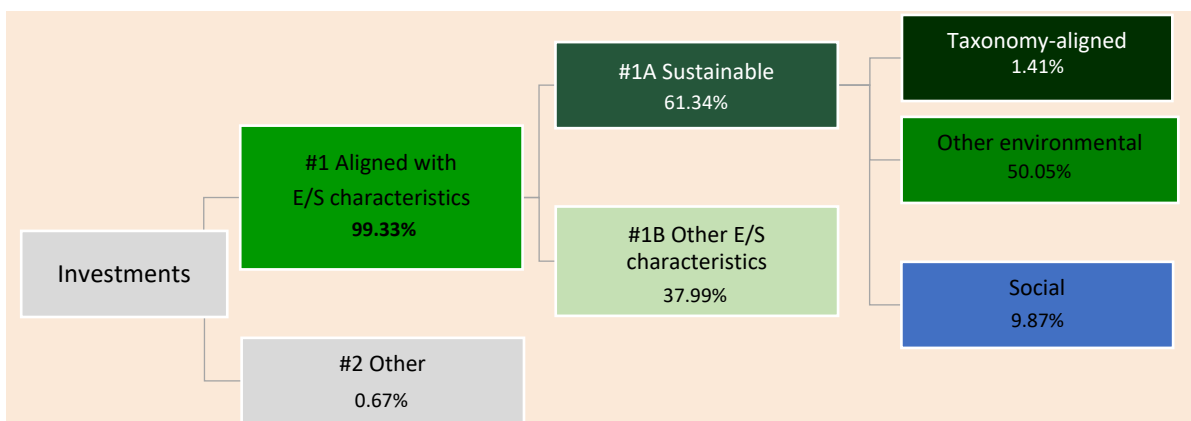 Investments
#1 Aligned with
E/S characteristics
99.33%
#2 Other
0.67%
#1A Sustainable
61.34%
#1B Other E/S
characteristics
37.99%
Taxonomy-aligned
1.41%
Other environmental
50.05%
Social
9.87%